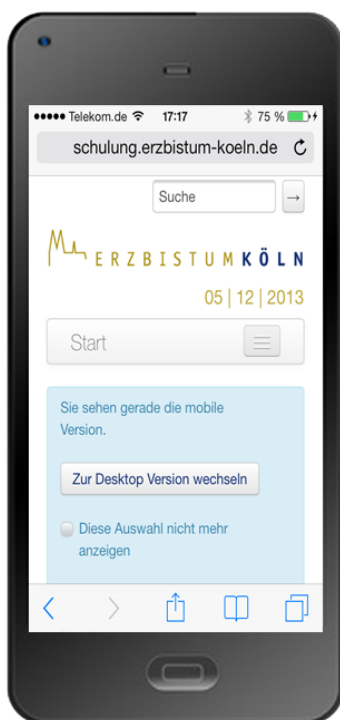 Telekom.de 17:17 75 %
schulung.erzbistum-koeln.de
Suche →
ERZBISTUMKÖLN
05 | 12 | 2013
Start
Sie sehen gerade die mobile
Version.
Zur Desktop Version wechseln
Diese Auswahl nicht mehr
anzeigen